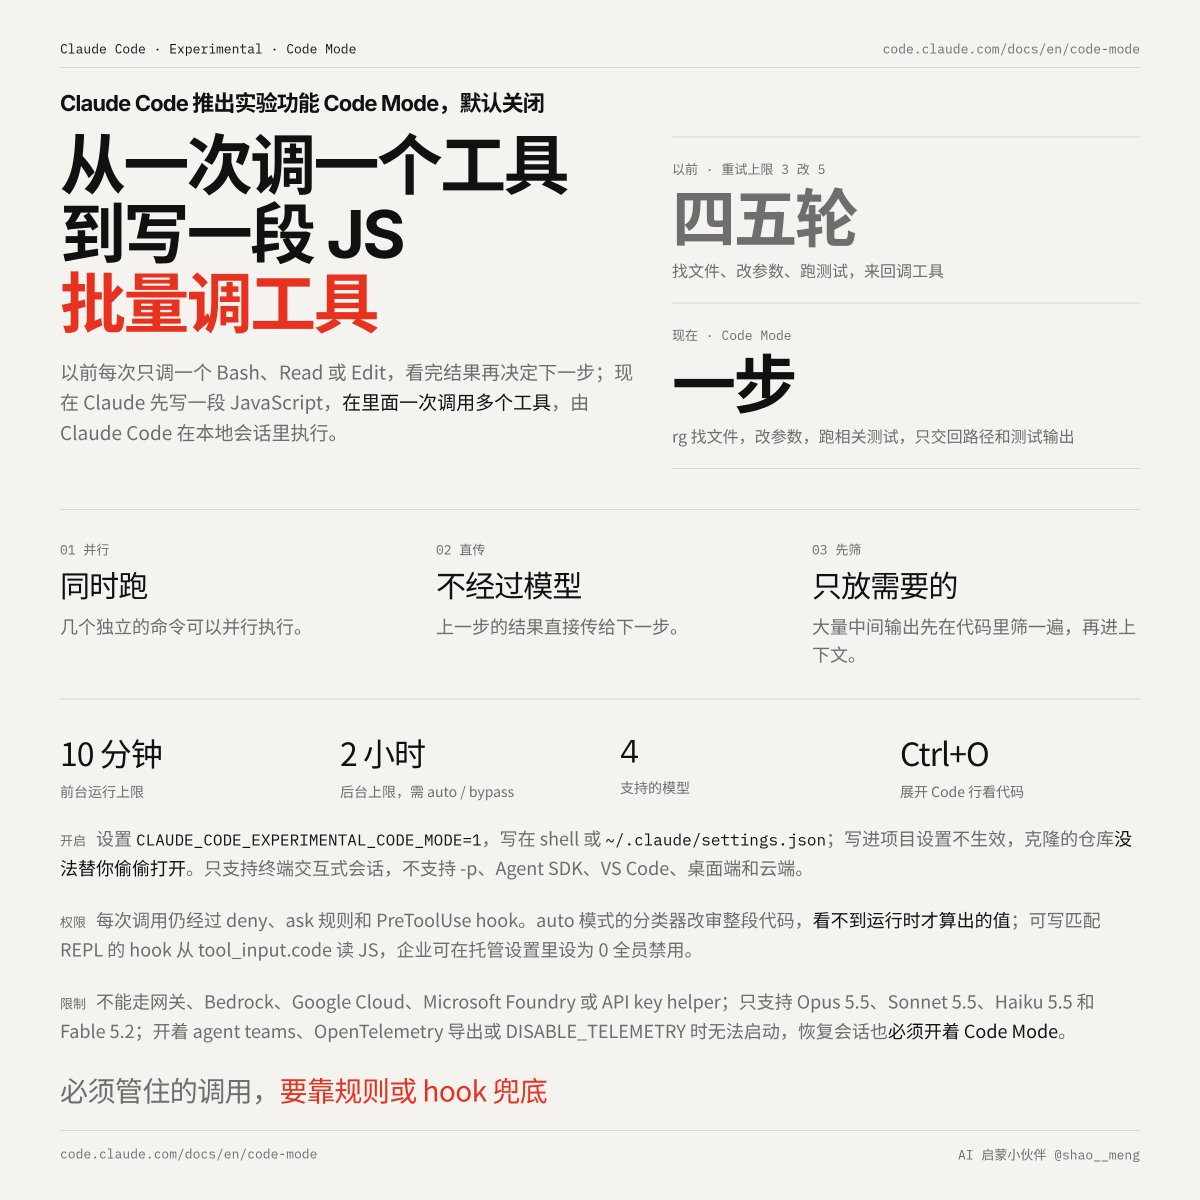 Claude Code · Experimental · Code Mode
code.claude.com/docs/en/code-mode
Claude Code 推出实验功能 Code Mode，默认关闭
从一次调一个工具
到写一段 JS
批量调工具
以前每次只调一个 Bash、Read 或 Edit，看完结果再决定下一步；现
在 Claude 先写一段 JavaScript，在里面一次调用多个工具，由
Claude Code 在本地会话里执行。
以前 · 重试上限 3 改 5
四五轮
找文件、改参数、跑测试，来回调工具
现在 · Code Mode
一步
rg 找文件，改参数，跑相关测试，只交回路径和测试输出
01 并行
同时跑
几个独立的命令可以并行执行。
02 直传
不经过模型
上一步的结果直接传给下一步。
03 先筛
只放需要的
大量中间输出先在代码里筛一遍，再进上
下文。
10 分钟
前台运行上限
2 小时
后台上限，需 auto / bypass
4
支持的模型
Ctrl+O
展开 Code 行看代码
开启 设置 CLAUDE_CODE_EXPERIMENTAL_CODE_MODE=1，写在 shell 或 ~/.claude/settings.json；写进项目设置不生效，克隆的仓库没
法替你偷偷打开。只支持终端交互式会话，不支持 -p、Agent SDK、VS Code、桌面端和云端。
权限 每次调用仍经过 deny、ask 规则和 PreToolUse hook。auto 模式的分类器改审整段代码，看不到运行时才算出的值；可写匹配
REPL 的 hook 从 tool_input.code 读 JS，企业可在托管设置里设为 0 全员禁用。
限制 不能走网关、Bedrock、Google Cloud、Microsoft Foundry 或 API key helper；只支持 Opus 5.5、Sonnet 5.5、Haiku 5.5 和
Fable 5.2；开着 agent teams、OpenTelemetry 导出或 DISABLE_TELEMETRY 时无法启动，恢复会话也必须开着 Code Mode。
必须管住的调用，要靠规则或 hook 兜底
code.claude.com/docs/en/code-mode
AI 启蒙小伙伴 @shao__meng